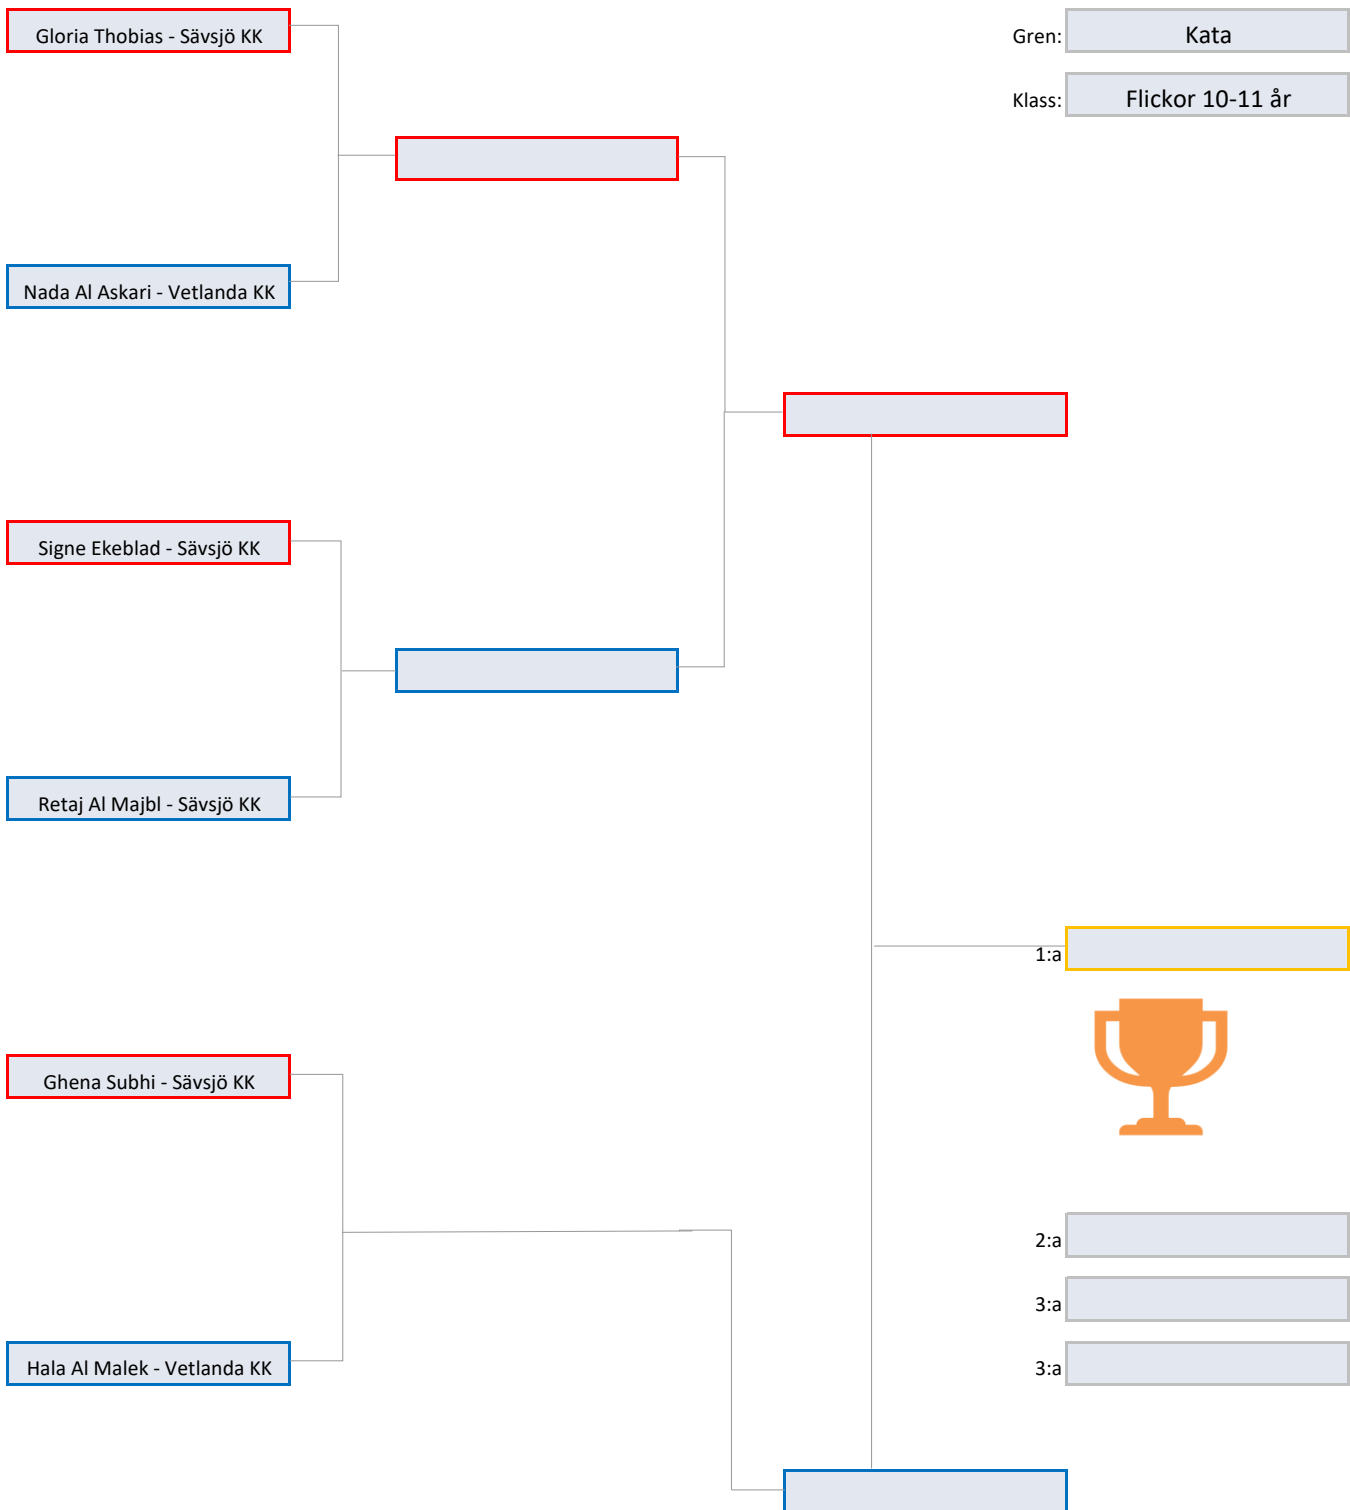 Gloria Thobias - Sävsjö KK
Gren: Kata
Klass: Flickor 10-11 år
Nada Al Askari - Vetlanda KK
Signe Ekeblad - Sävsjö KK
Retaj Al Majbl - Sävsjö KK
1:a
Ghena Subhi - Sävsjö KK
2:a
3:a
Hala Al Malek - Vetlanda KK
3:a